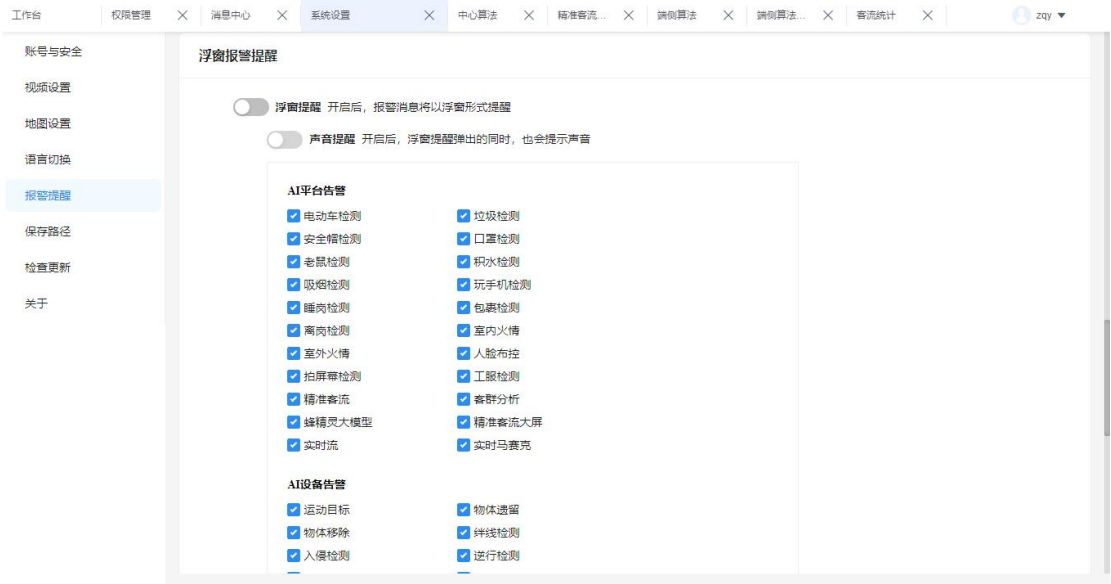 工作台 权限管理 消息中心 系统设置 中心算法 精准客流... 端侧算法 端侧算法... 客流统计 zqy
账号与安全
视频设置
地图设置
语言切换
报警提醒
保存路径
检查更新
关于
浮窗报警提醒
浮窗提醒 开启后，报警消息将以浮窗形式提醒
声音提醒 开启后，浮窗提醒弹出的同时，也会提示声音
AI平台告警
电动车检测 垃圾检测
安全帽检测 口罩检测
老鼠检测 积水检测
吸烟检测 玩手机检测
睡岗检测 包裹检测
离岗检测 室内火情
室外火情 人脸布控
拍屏幕检测 工服检测
精准客流 客群分析
蜂精灵大模型 精准客流大屏
实时流 实时马赛克
AI设备告警
运动目标 物体遗留
物体移除 绊线检测
入侵检测 逆行检测